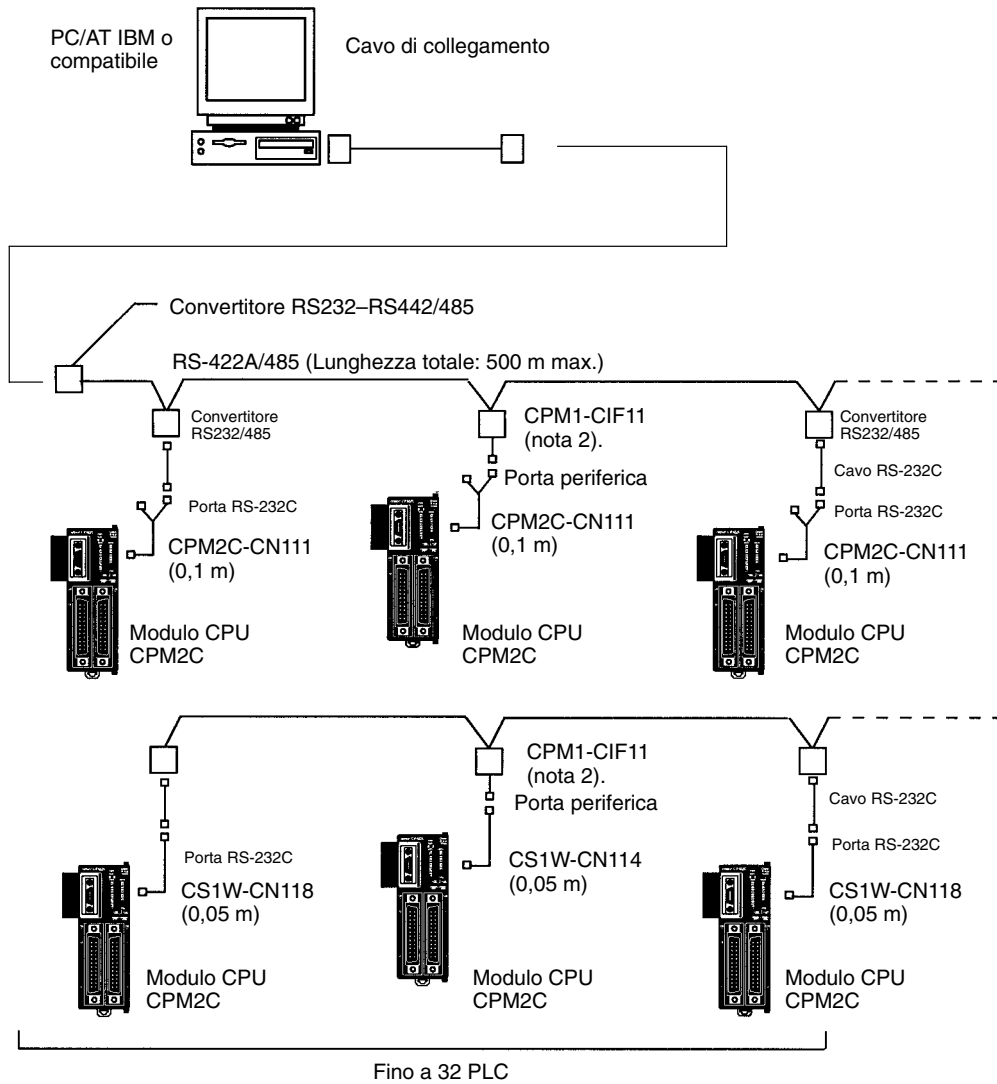 PC/AT IBM o
compatibile
Cavo di collegamento
Convertitore RS232–RS442/485
RS-422A/485 (Lunghezza totale: 500 m max.)
Convertitore
RS232/485
CPM1-CIF11
(nota 2).
Convertitore
RS232/485
Porta periferica
Cavo RS-232C
Porta RS-232C
Porta RS-232C
CPM2C-CN111
(0,1 m)
CPM2C-CN111
(0,1 m)
CPM2C-CN111
(0,1 m)
Modulo CPU
CPM2C
Modulo CPU
CPM2C
Modulo CPU
CPM2C
CPM1-CIF11
(nota 2).
Porta periferica
Cavo RS-232C
Porta RS-232C
Porta RS-232C
CS1W-CN118
(0,05 m)
CS1W-CN114
(0,05 m)
CS1W-CN118
(0,05 m)
Modulo CPU
CPM2C
Modulo CPU
CPM2C
Modulo CPU
CPM2C
Fino a 32 PLC